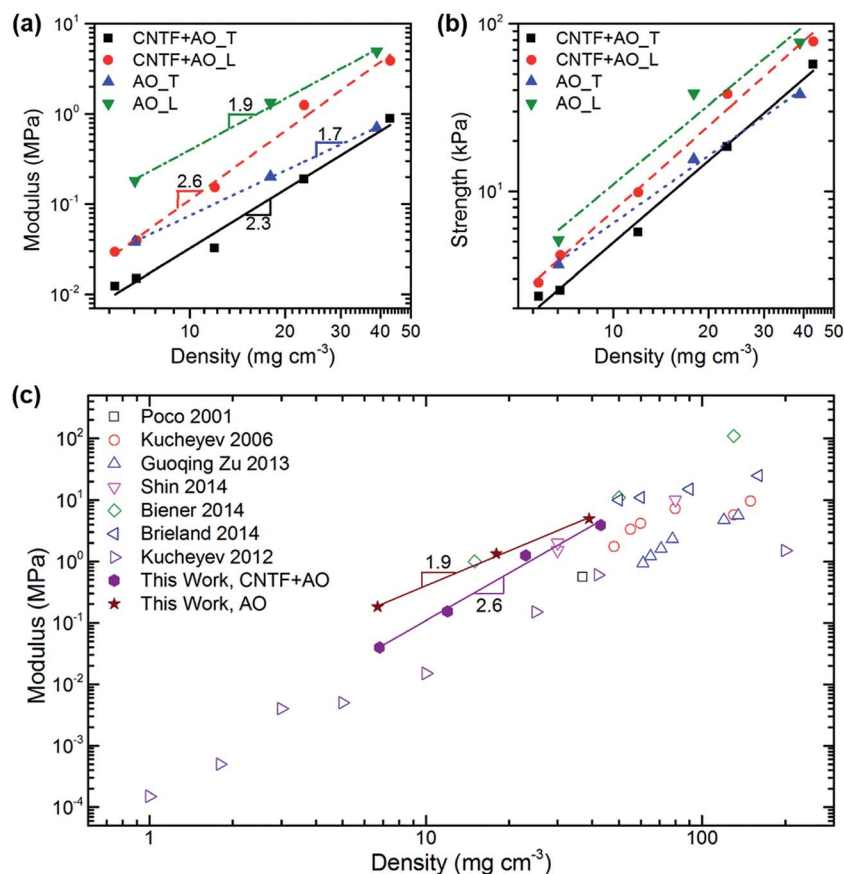 (a)
CNTF+AO_T
CNTF+AO_L
AO_T
AO_L
1.9
1.7
2.6
2.3
10¹
10⁰
10⁻¹
10⁻²
Modulus (MPa)
10 20 30 40 50
Density (mg cm⁻³)
(b)
CNTF+AO_T
CNTF+AO_L
AO_T
AO_L
10²
10¹
Strength (kPa)
10 20 30 40 50
Density (mg cm⁻³)
(c)
Poco 2001
Kucheyev 2006
Guoqing Zu 2013
Shin 2014
Biener 2014
Brieland 2014
Kucheyev 2012
This Work, CNTF+AO
This Work, AO
1.9
2.6
10²
10¹
10⁰
10⁻¹
10⁻²
10⁻³
10⁻⁴
Modulus (MPa)
1 10 100
Density (mg cm⁻³)